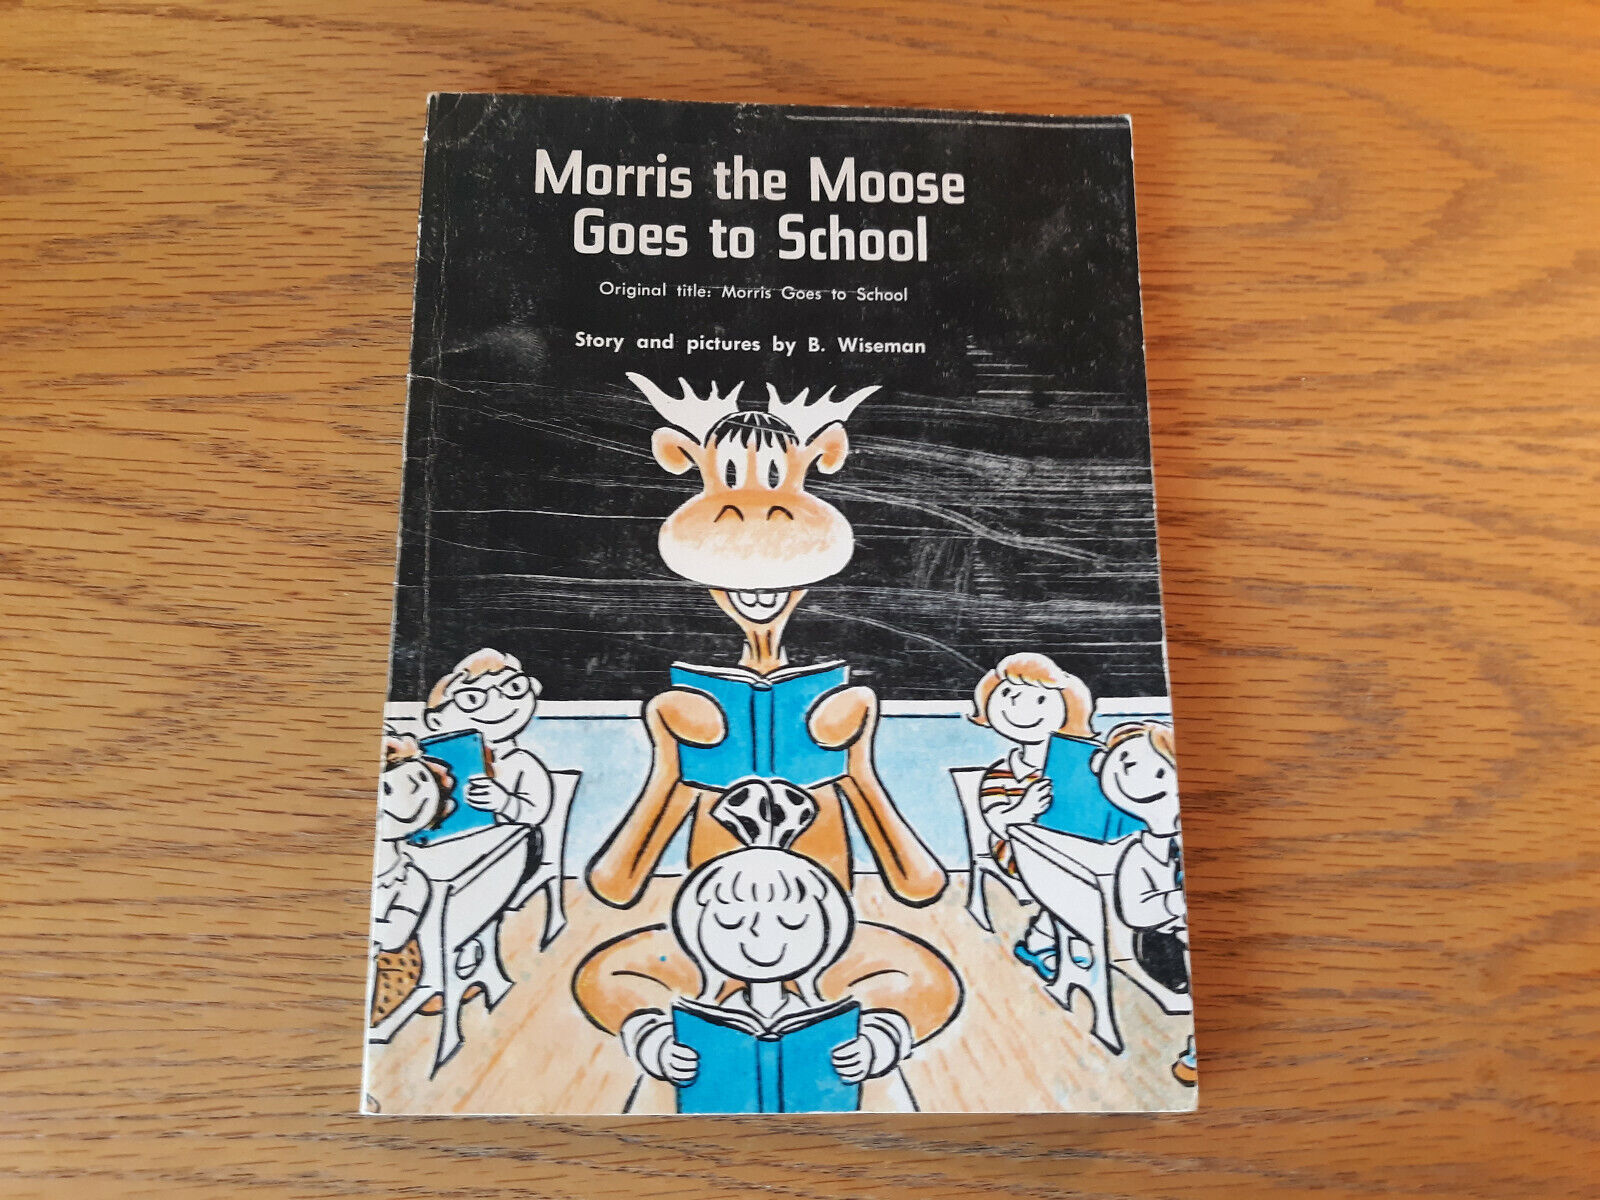 Morris the Moose
Goes to School
Original title: Morris Goes to School
Story and pictures by B. Wiseman